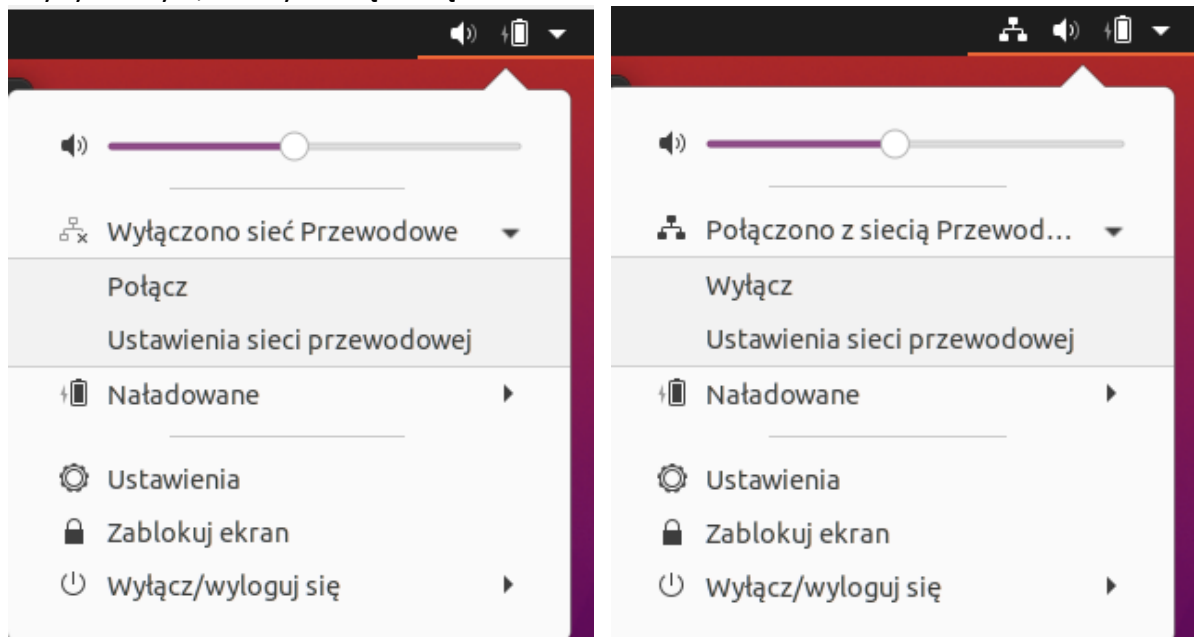 Wyłączono sieć Przewodowe
Połącz
Ustawienia sieci przewodowej
Naładowane
Ustawienia
Zablokuj ekran
Wyłącz/wyloguj się
Połączono z siecią Przewod...
Wyłącz
Ustawienia sieci przewodowej
Naładowane
Ustawienia
Zablokuj ekran
Wyłącz/wyloguj się